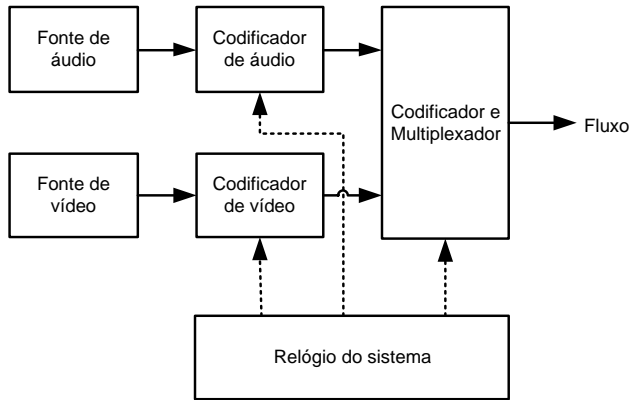 Fonte de
áudio
Codificador
de áudio
Codificador e
Multiplexador
Fluxo
Fonte de
vídeo
Codificador
de vídeo
Relógio do sistema